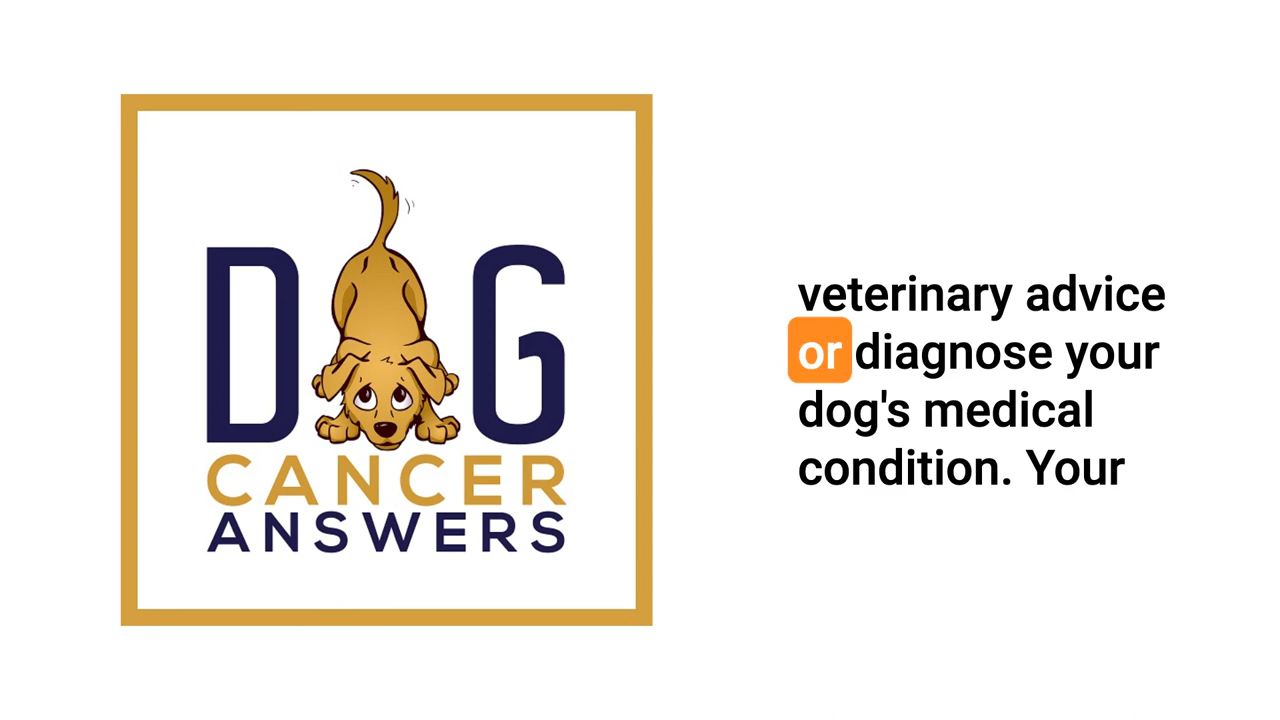 DOG
CANCER
ANSWERS
veterinary advice
or diagnose your
dog's medical
condition. Your